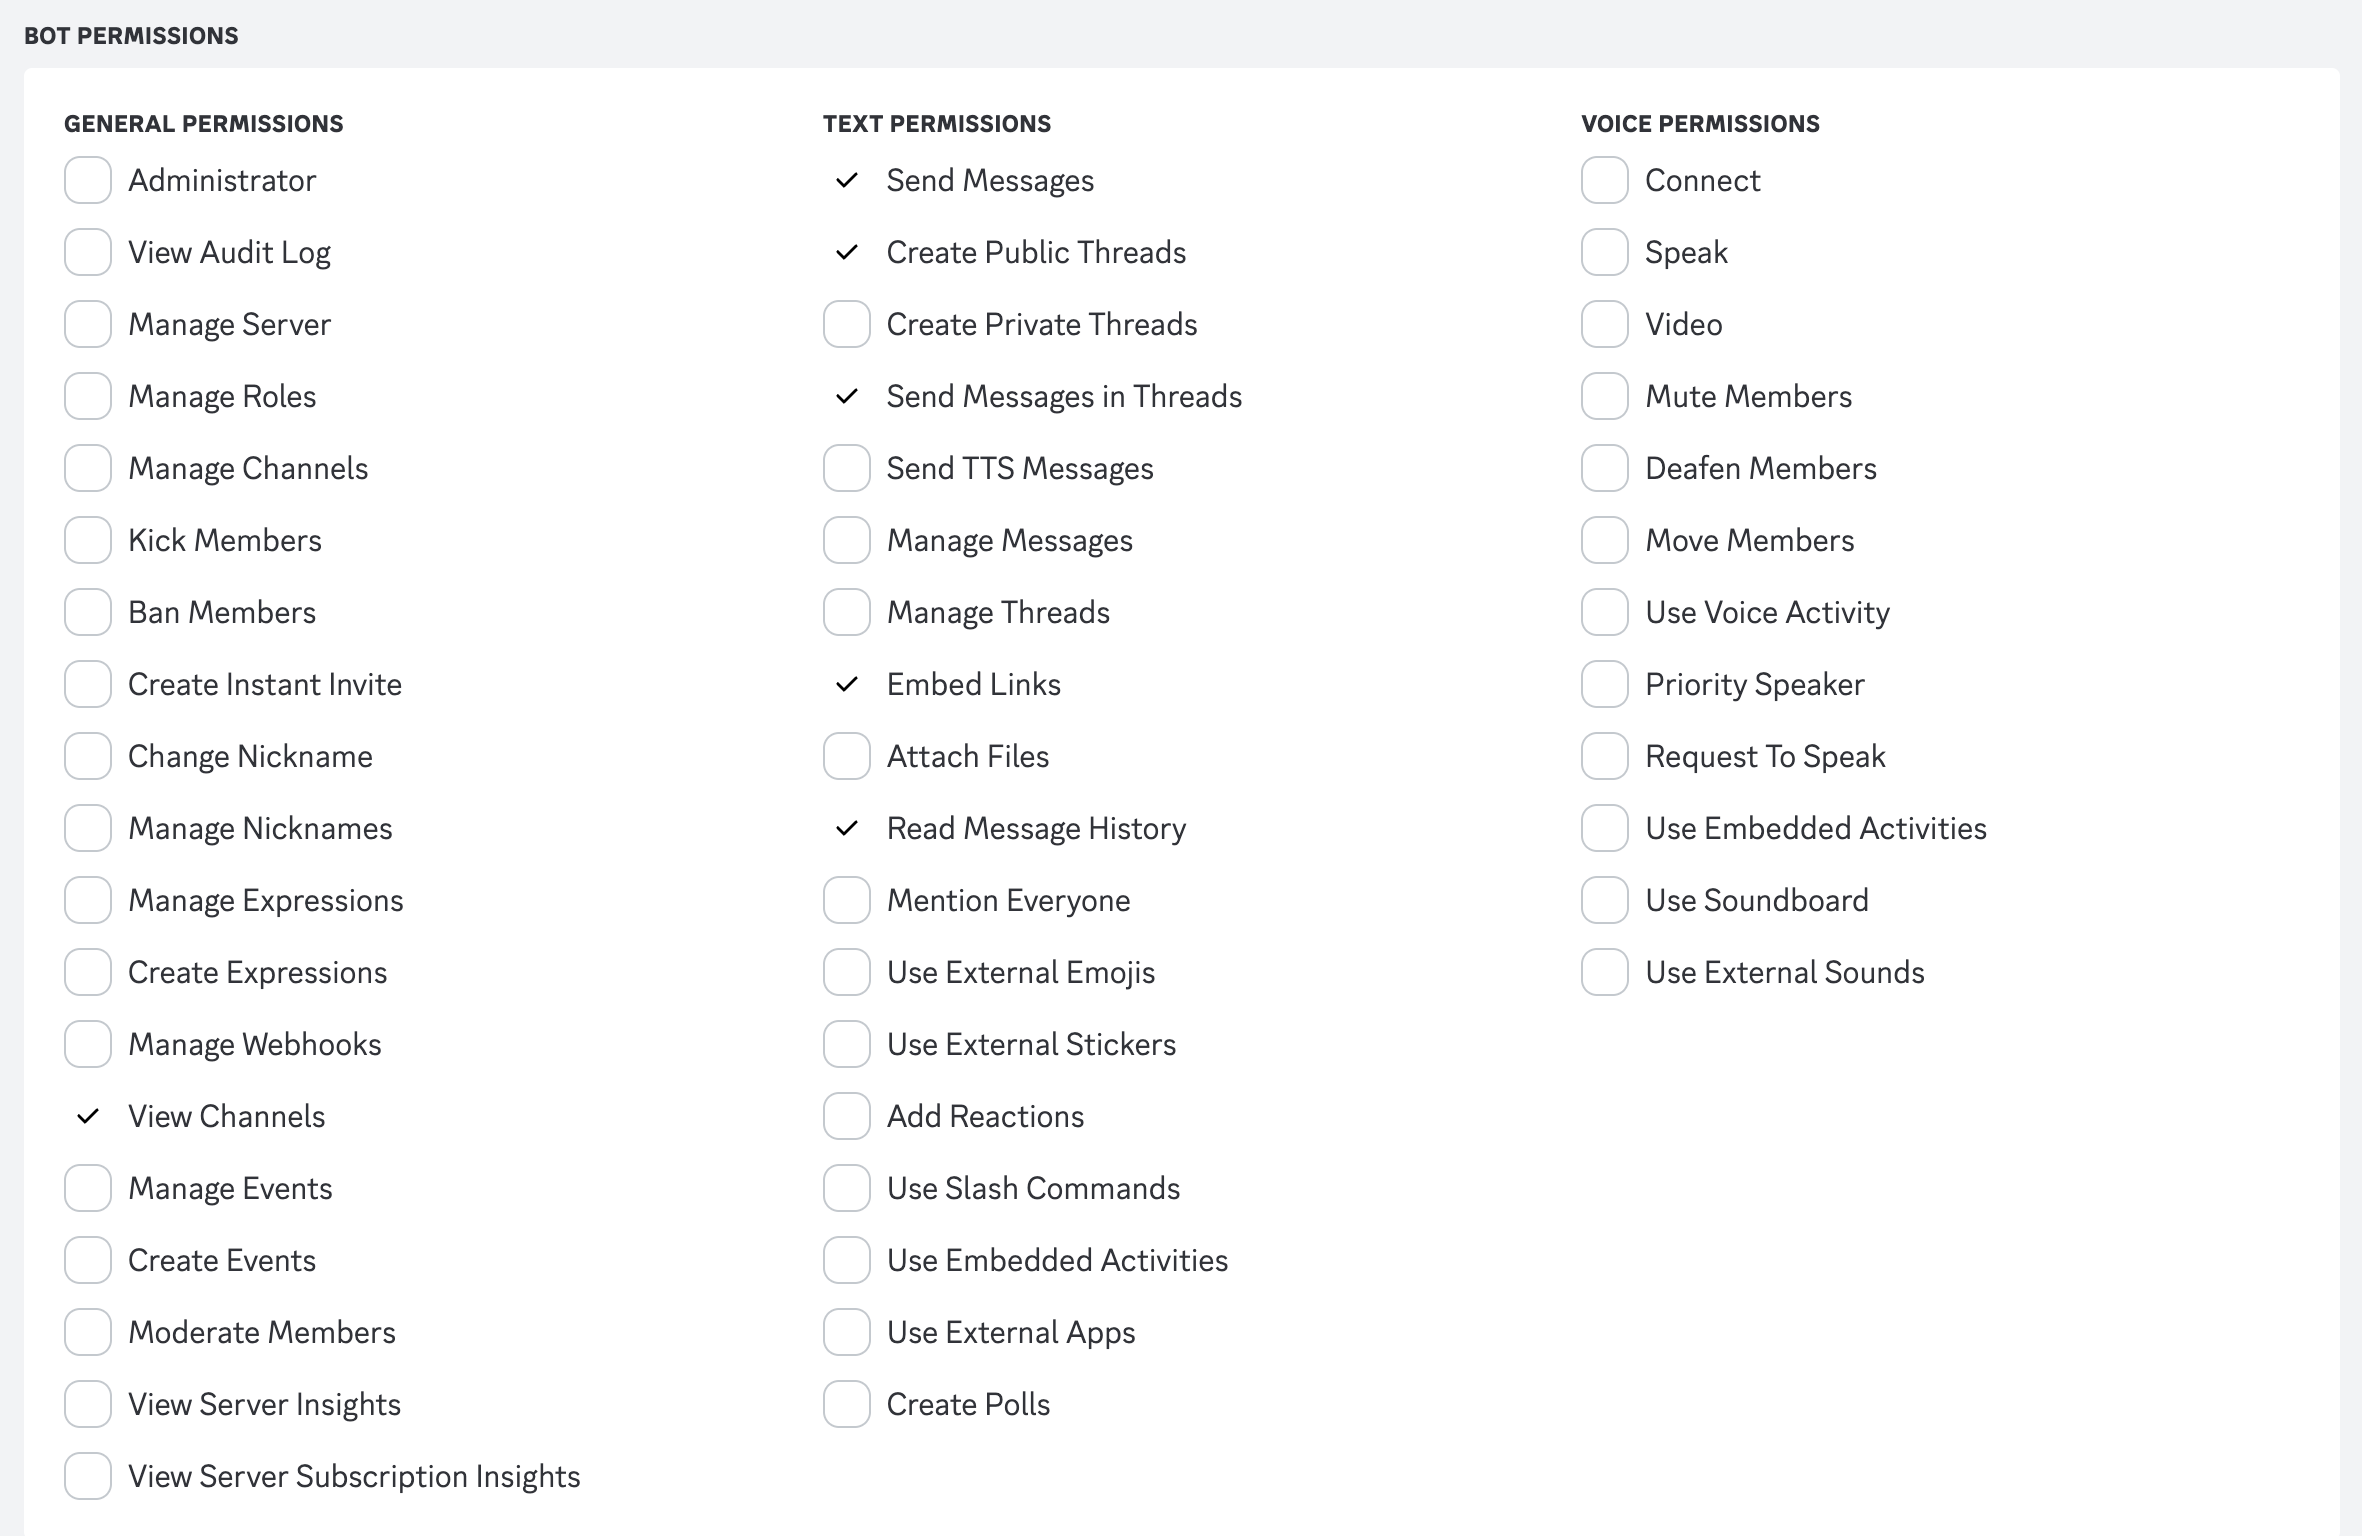 BOT PERMISSIONS
GENERAL PERMISSIONS
Administrator
View Audit Log
Manage Server
Manage Roles
Manage Channels
Kick Members
Ban Members
Create Instant Invite
Change Nickname
Manage Nicknames
Manage Expressions
Create Expressions
Manage Webhooks
View Channels
Manage Events
Create Events
Moderate Members
View Server Insights
View Server Subscription Insights
TEXT PERMISSIONS
Send Messages
Create Public Threads
Create Private Threads
Send Messages in Threads
Send TTS Messages
Manage Messages
Manage Threads
Embed Links
Attach Files
Read Message History
Mention Everyone
Use External Emojis
Use External Stickers
Add Reactions
Use Slash Commands
Use Embedded Activities
Use External Apps
Create Polls
VOICE PERMISSIONS
Connect
Speak
Video
Mute Members
Deafen Members
Move Members
Use Voice Activity
Priority Speaker
Request To Speak
Use Embedded Activities
Use Soundboard
Use External Sounds